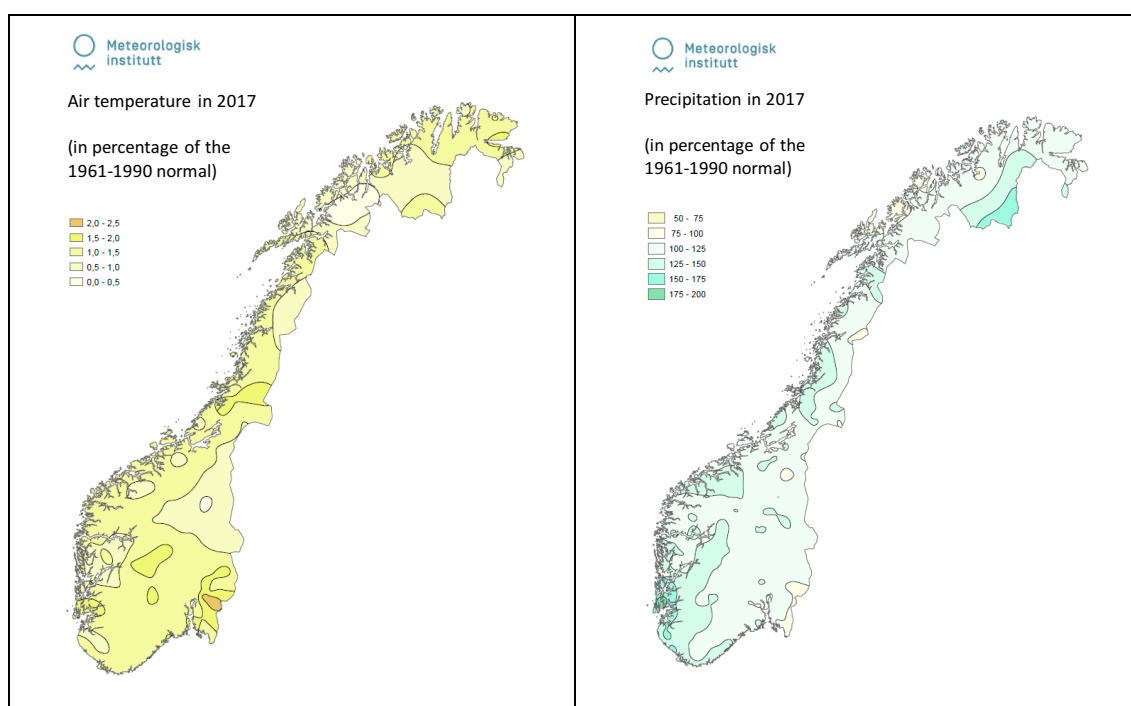 Meteorologisk
institutt
Air temperature in 2017
(in percentage of the
1961-1990 normal)
2,0 - 2,5
1,5 - 2,0
1,0 - 1,5
0,5 - 1,0
0,0 - 0,5
Meteorologisk
institutt
Precipitation in 2017
(in percentage of the
1961-1990 normal)
50 - 75
75 - 100
100 - 125
125 - 150
150 - 175
175 - 200